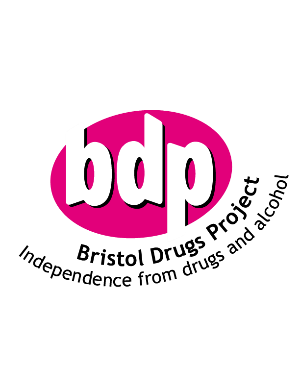 bdp
Bristol Drugs Project
Independence from drugs and alcohol